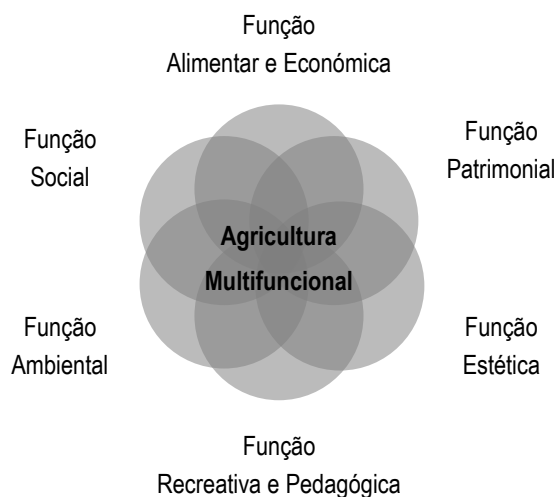 Função
Alimentar e Económica
Função
Social
Função
Patrimonial
Agricultura
Multifuncional
Função
Ambiental
Função
Estética
Função
Recreativa e Pedagógica